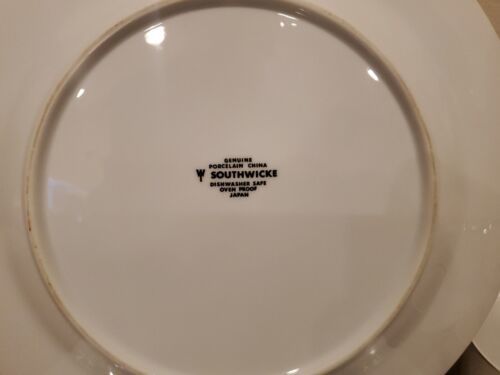 GENUINE
PORCELAIN CHINA
SOUTHWICKE
DISHWASHER SAFE
OVEN PROOF
JAPAN